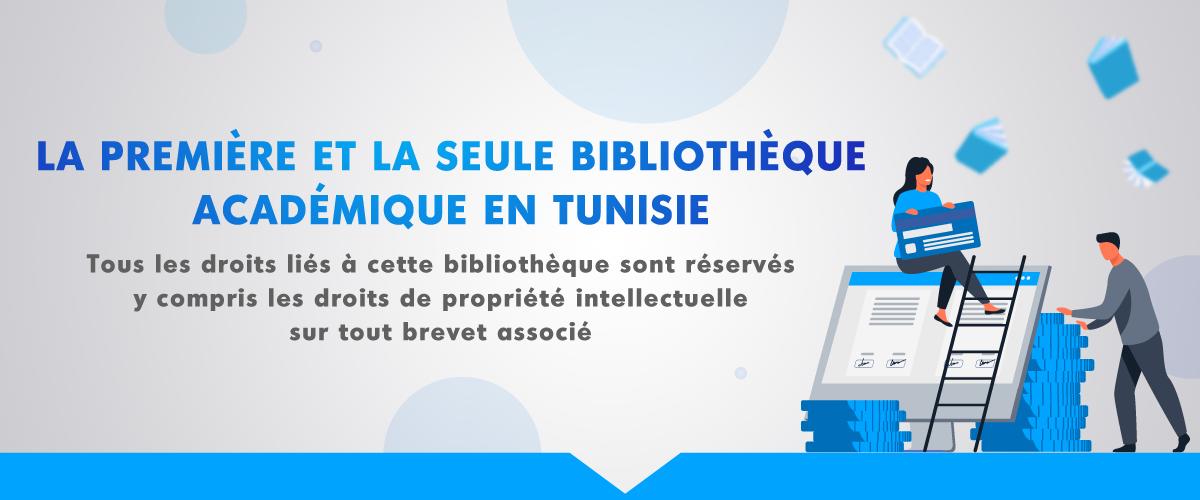 LA PREMIÈRE ET LA SEULE BIBLIOTHÈQUE
ACADÉMIQUE EN TUNISIE
Tous les droits liés à cette bibliothèque sont réservés
y compris les droits de propriété intellectuelle
sur tout brevet associé